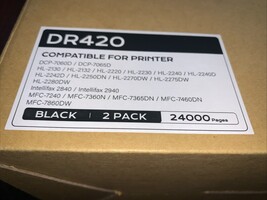 DR420
COMPATIBLE FOR PRINTER
DCP-7060D / DCP-7065D
HL-2130 / HL-2132 / HL-2220 / HL-2230 / HL-2240 / HL-2240D
HL-2242D / HL-2250DN / HL-2270DW / HL-2275DW
HL-2280DW
Intellifax 2840 / Intellifax 2940
MFC-7240 / MFC-7360N / MFC-7365DN / MFC-7460DN
MFC-7860DW
BLACK | 2 PACK 24000 Pages